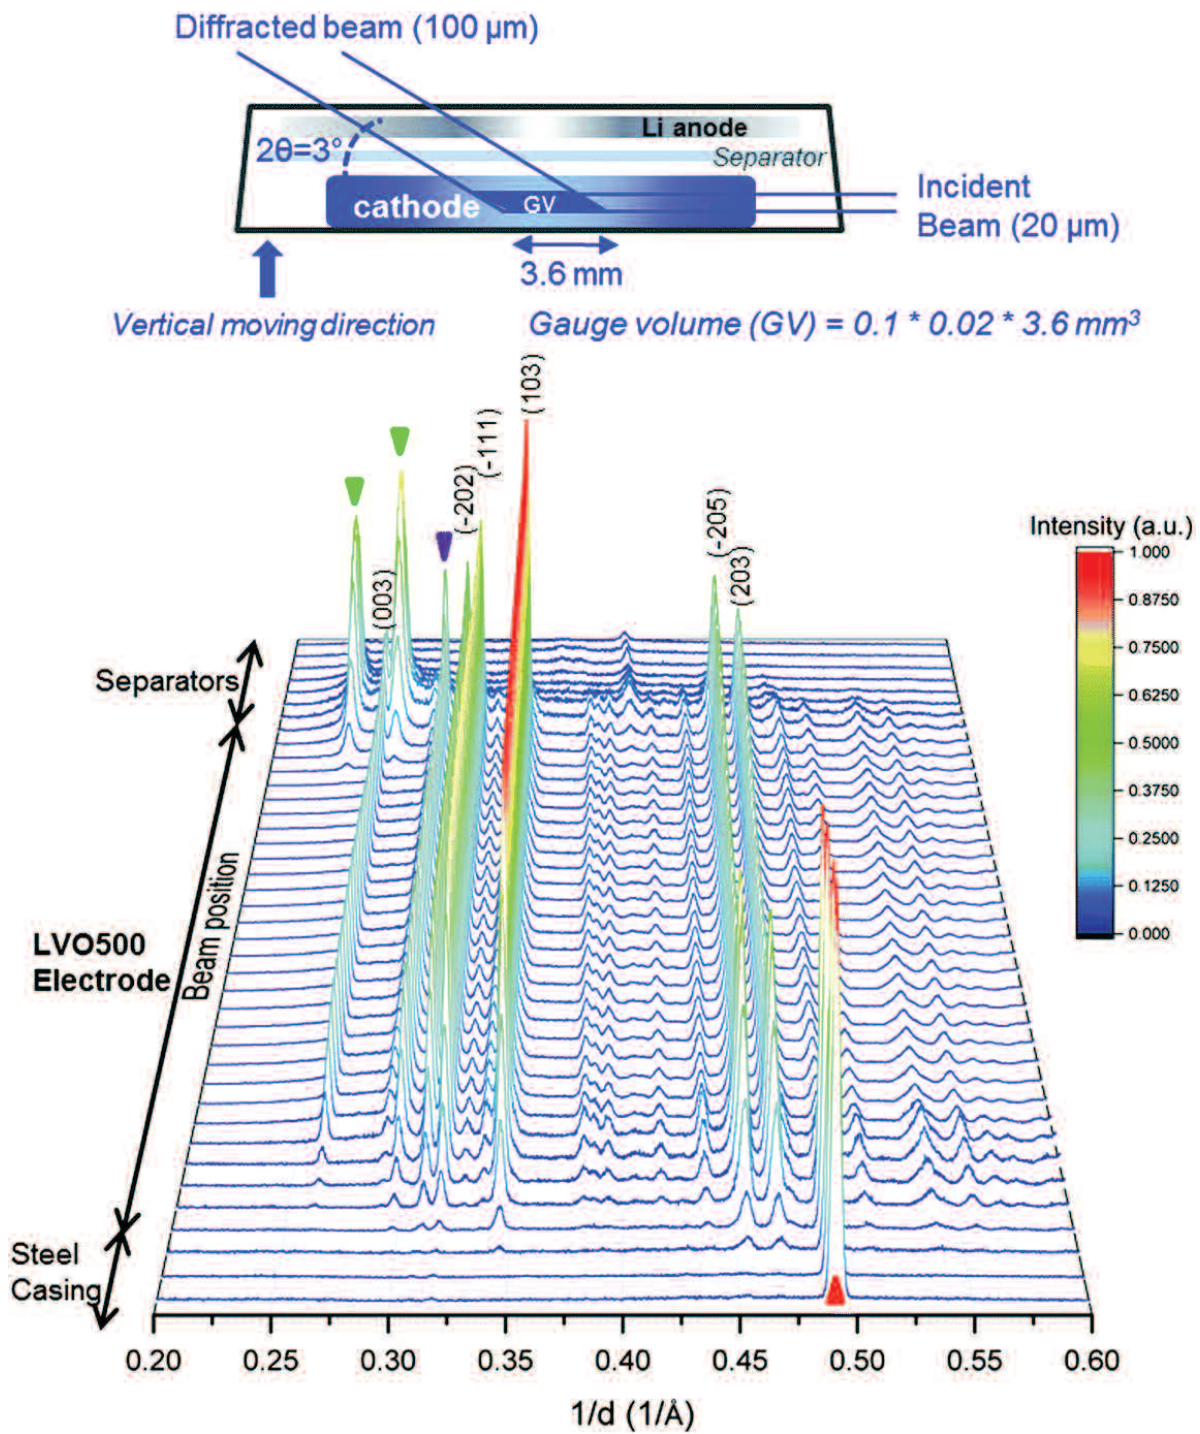 Diffracted beam (100 µm)
Li anode
2θ=3°
Separator
cathode
GV
Incident
Beam (20 µm)
3.6 mm
Vertical moving direction
Gauge volume (GV) = 0.1 * 0.02 * 3.6 mm³
(103)
(-111)
(-202)
(003)
(-205)
(203)
Intensity (a.u.)
1.000
0.8750
0.7500
0.6250
0.5000
0.3750
0.2500
0.1250
0.000
Separators
Beam position
LVO500
Electrode
Steel
Casing
0.20
0.25
0.30
0.35
0.40
0.45
0.50
0.55
0.60
1/d (1/Å)